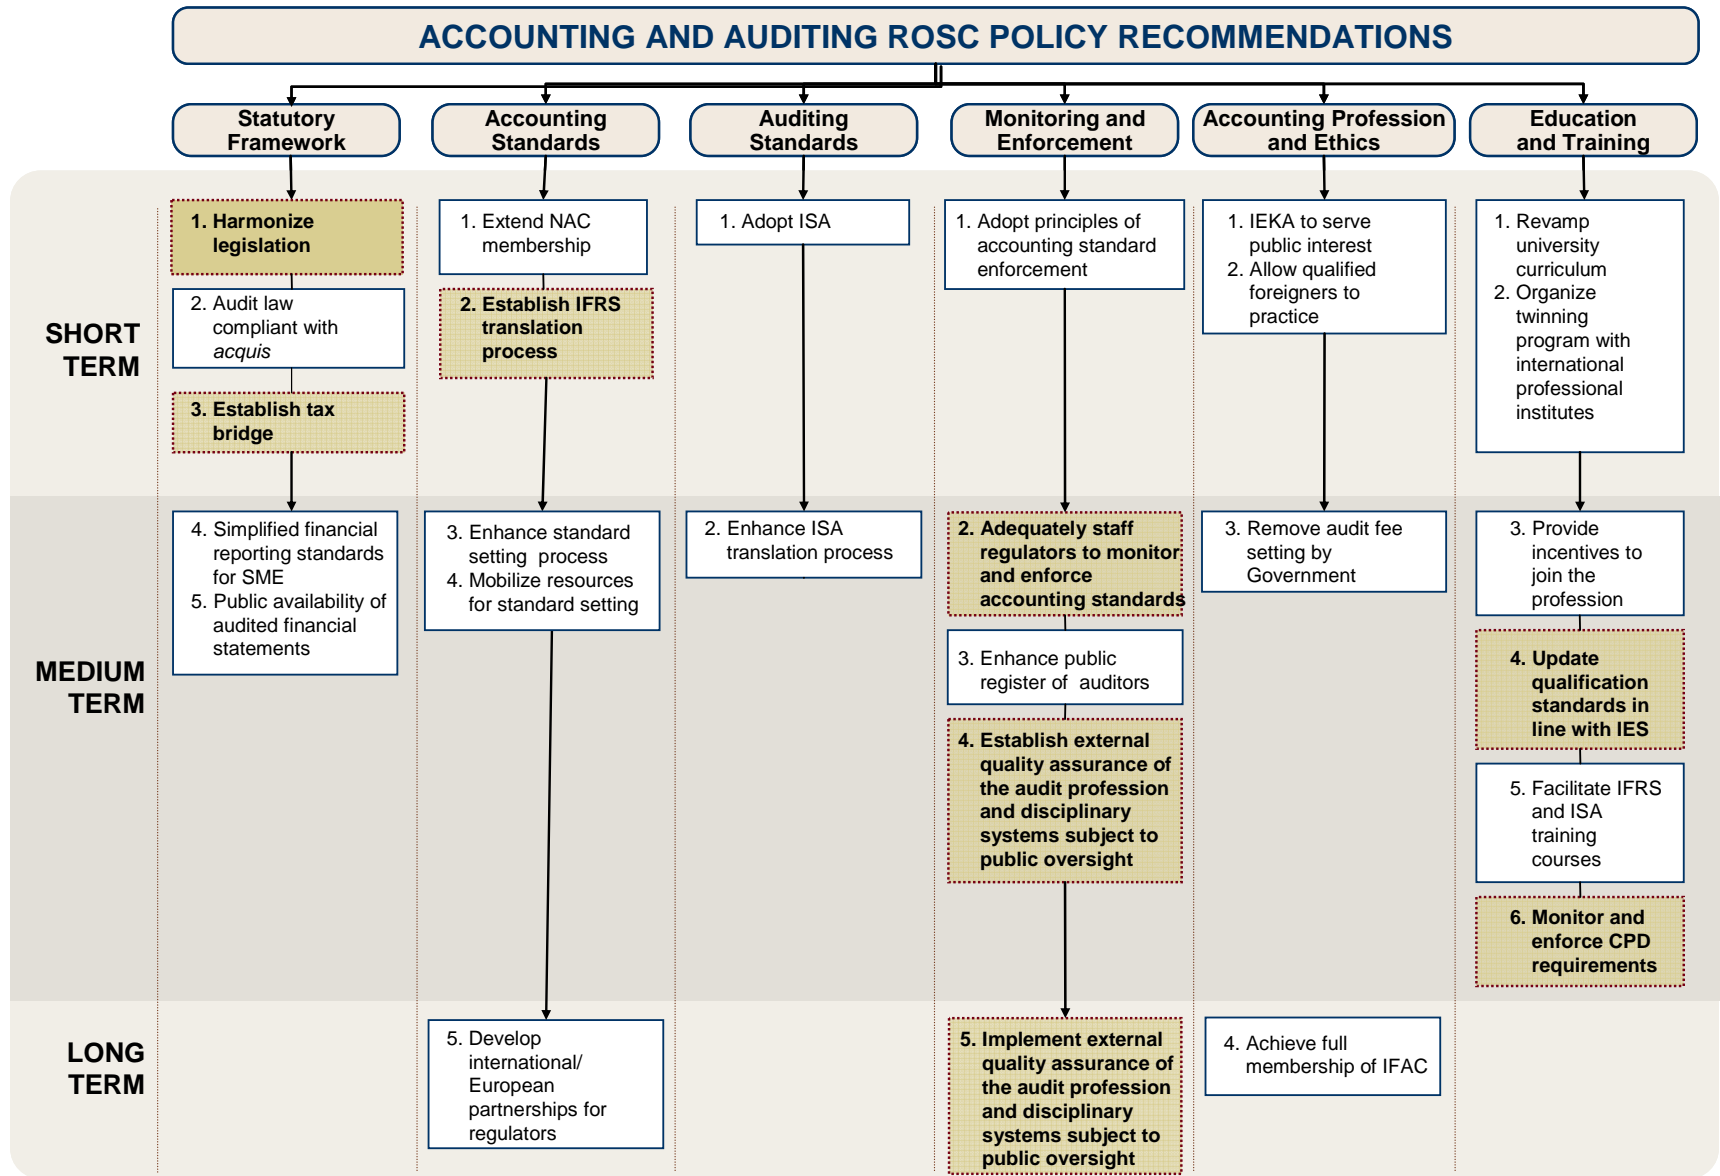 ACCOUNTING AND AUDITING ROSC POLICY RECOMMENDATIONS
Statutory
Framework
Accounting
Standards
Auditing
Standards
Monitoring and
Enforcement
Accounting Profession
and Ethics
Education
and Training
SHORT
TERM
1. Harmonize
legislation
2. Audit law
compliant with
acquis
3. Establish tax
bridge
1. Extend NAC
membership
2. Establish IFRS
translation
process
1. Adopt ISA
1. Adopt principles of
accounting standard
enforcement
1. IEKA to serve
public interest
2. Allow qualified
foreigners to
practice
1. Revamp
university
curriculum
2. Organize
twinning
program with
international
professional
institutes
MEDIUM
TERM
4. Simplified financial
reporting standards
for SME
5. Public availability of
audited financial
statements
3. Enhance standard
setting process
4. Mobilize resources
for standard setting
2. Enhance ISA
translation process
2. Adequately staff
regulators to monitor
and enforce
accounting standards
3. Enhance public
register of auditors
4. Establish external
quality assurance of
the audit profession
and disciplinary
systems subject to
public oversight
3. Remove audit fee
setting by
Government
3. Provide
incentives to
join the
profession
4. Update
qualification
standards in
line with IES
5. Facilitate IFRS
and ISA
training
courses
6. Monitor and
enforce CPD
requirements
LONG
TERM
5. Develop
international/
European
partnerships for
regulators
5. Implement external
quality assurance of
the audit profession
and disciplinary
systems subject to
public oversight
4. Achieve full
membership of IFAC